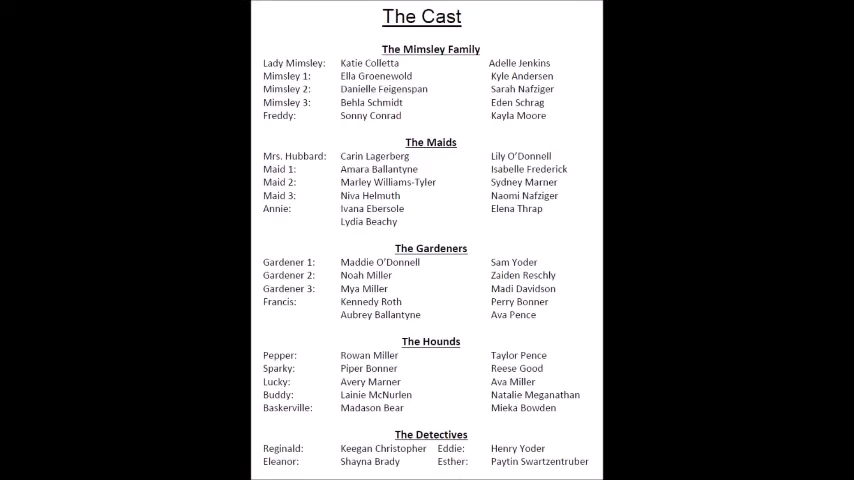 The Cast
The Mimsley Family
Lady Mimsley: Katie Colletta Adelle Jenkins
Mimsley 1: Ella Groenewold Kyle Andersen
Mimsley 2: Danielle Feigenspan Sarah Nafziger
Mimsley 3: Behla Schmidt Eden Schrag
Freddy: Sonny Conrad Kayla Moore
The Maids
Mrs. Hubbard: Carin Lagerberg Lily O'Donnell
Maid 1: Amara Ballantyne Isabelle Frederick
Maid 2: Marley Williams-Tyler Sydney Marner
Maid 3: Niva Helmuth Naomi Nafziger
Annie: Ivana Ebersole Elena Thrap
Lydia Beachy
The Gardeners
Gardener 1: Maddie O'Donnell Sam Yoder
Gardener 2: Noah Miller Zaiden Reschly
Gardener 3: Mya Miller Madi Davidson
Francis: Kennedy Roth Perry Bonner
Aubrey Ballantyne Ava Pence
The Hounds
Pepper: Rowan Miller Taylor Pence
Sparky: Piper Bonner Reese Good
Lucky: Avery Marner Ava Miller
Buddy: Lainie McNurlen Natalie Meganathan
Baskerville: Madason Bear Mieka Bowden
The Detectives
Reginald: Keegan Christopher Eddie: Henry Yoder
Eleanor: Shayna Brady Esther: Paytin Swartzentruber